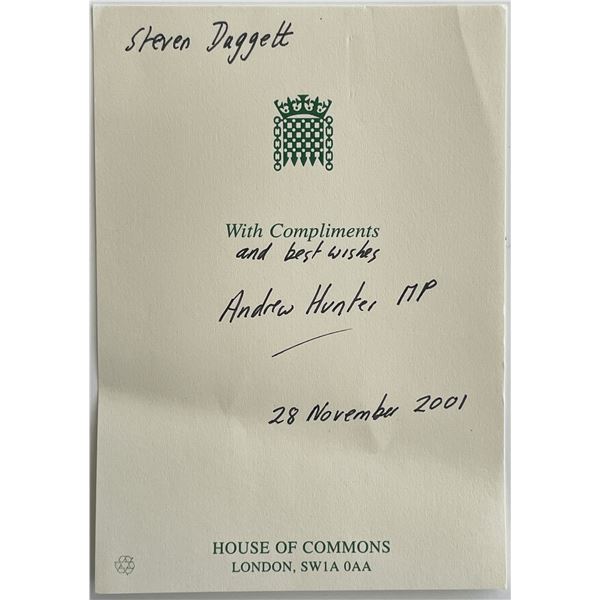 Steven Daggett
With Compliments
and best wishes
Andrew Hunter MP
28 November 2001
HOUSE OF COMMONS
LONDON, SW1A 0AA